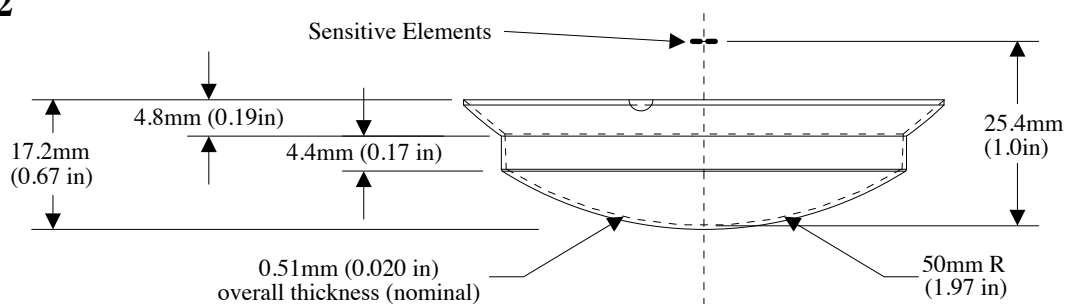 2
Sensitive Elements
4.8mm (0.19in)
17.2mm
(0.67 in)
4.4mm (0.17 in)
25.4mm
(1.0in)
0.51mm (0.020 in)
overall thickness (nominal)
50mm R
(1.97 in)